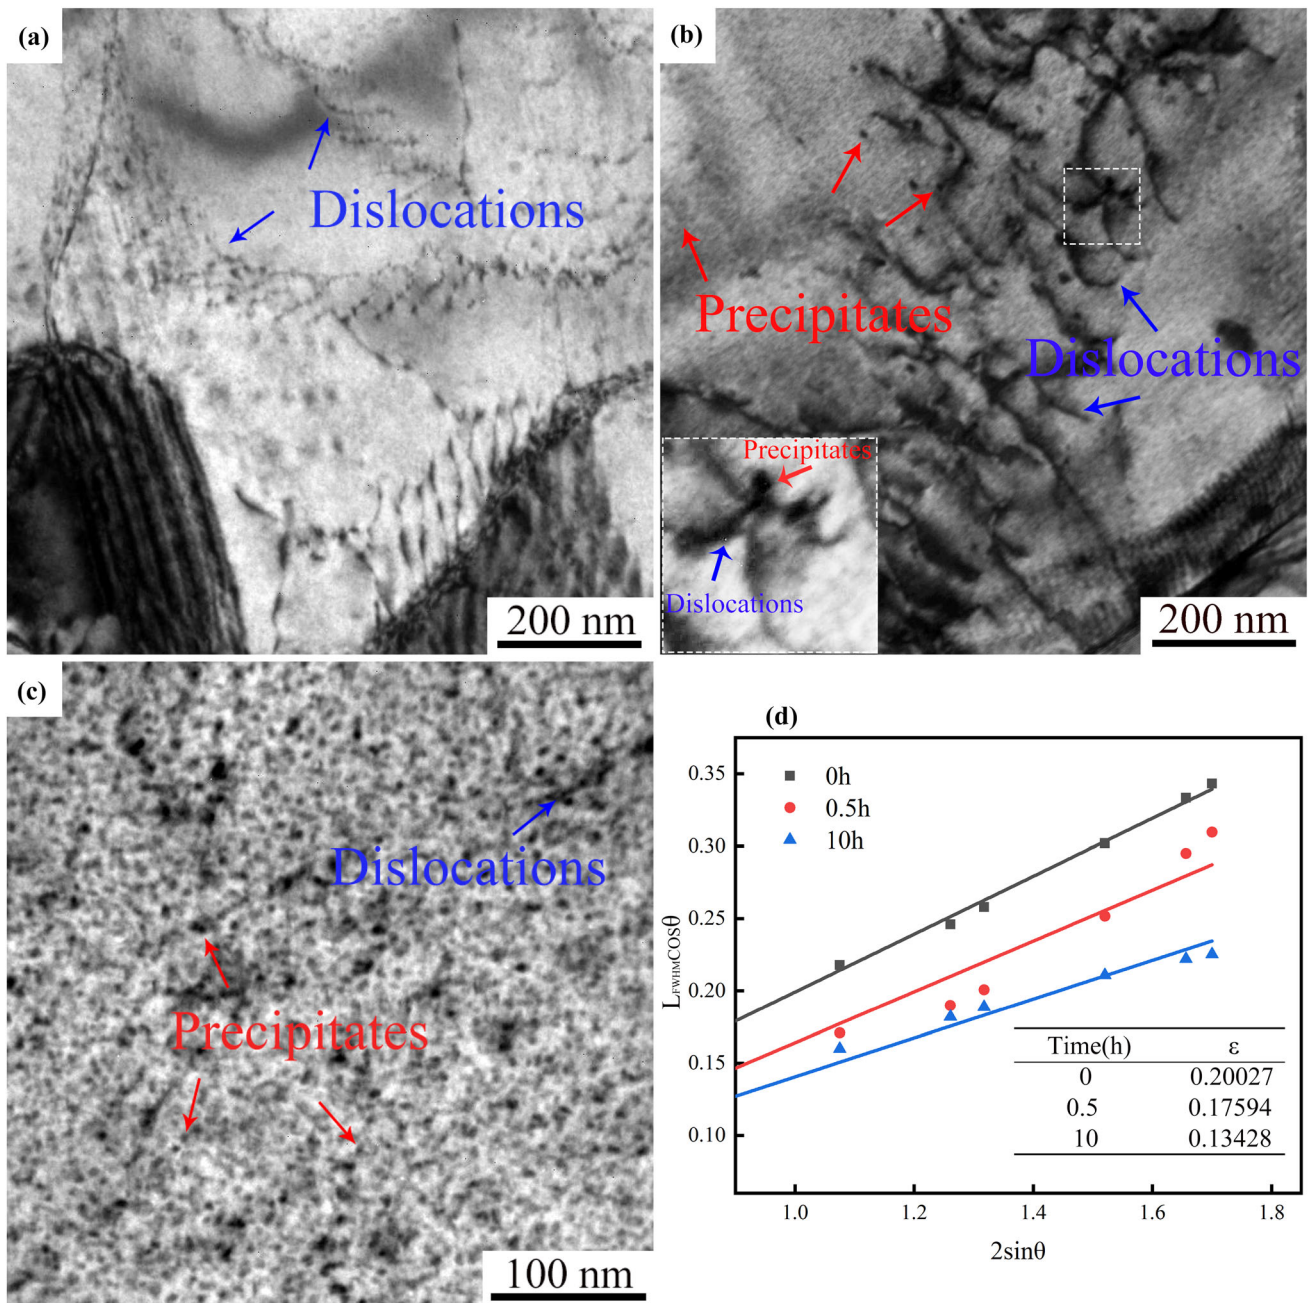 (a)
Dislocations
200 nm
(b)
Precipitates
Dislocations
Precipitates
Dislocations
200 nm
(c)
Dislocations
Precipitates
100 nm
(d)
0h
0.5h
10h
0.35
0.30
0.25
0.20
0.15
0.10
LFWHMCOSθ
Time(h) ε
0 0.20027
0.5 0.17594
10 0.13428
1.0 1.2 1.4 1.6 1.8
2sinθ